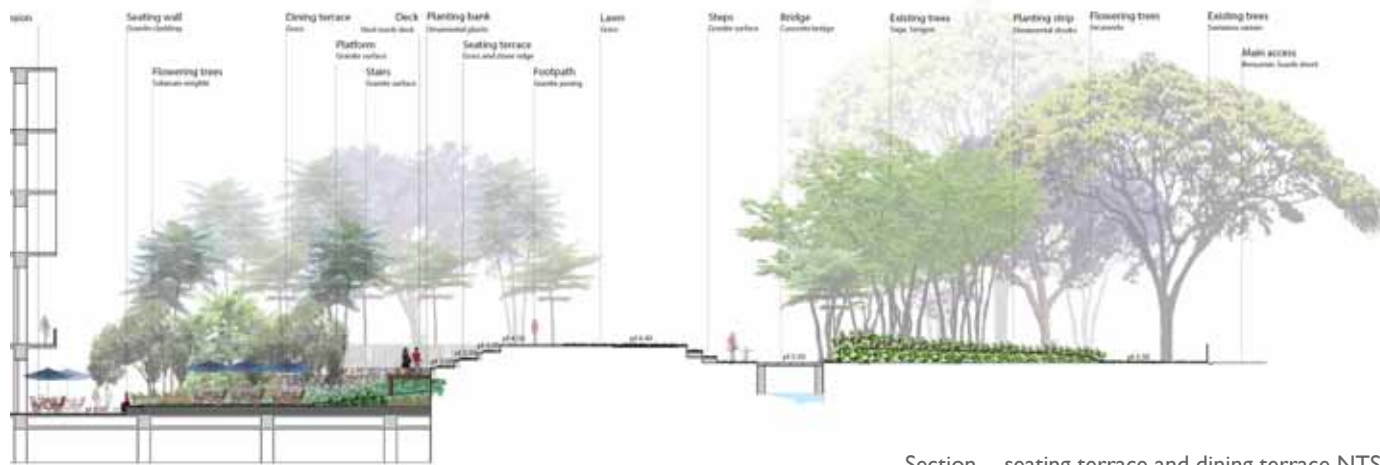 Seating wall
Granite cladding
Flowering trees
Dining terrace
Grass
Platform
Granite surface
Stairs
Granite surface
Deck
Planting bank
Ornamental plants
Seating terrace
Grass and stone edge
Footpath
Granite paving
Lawn
Grass
Steps
Granite surface
Bridge
Concrete bridge
Existing trees
Planting strip
Ornamental shrubs
Flowering trees
Jacaranda
Existing trees
Main access
Section – seating terrace and dining terrace NTS